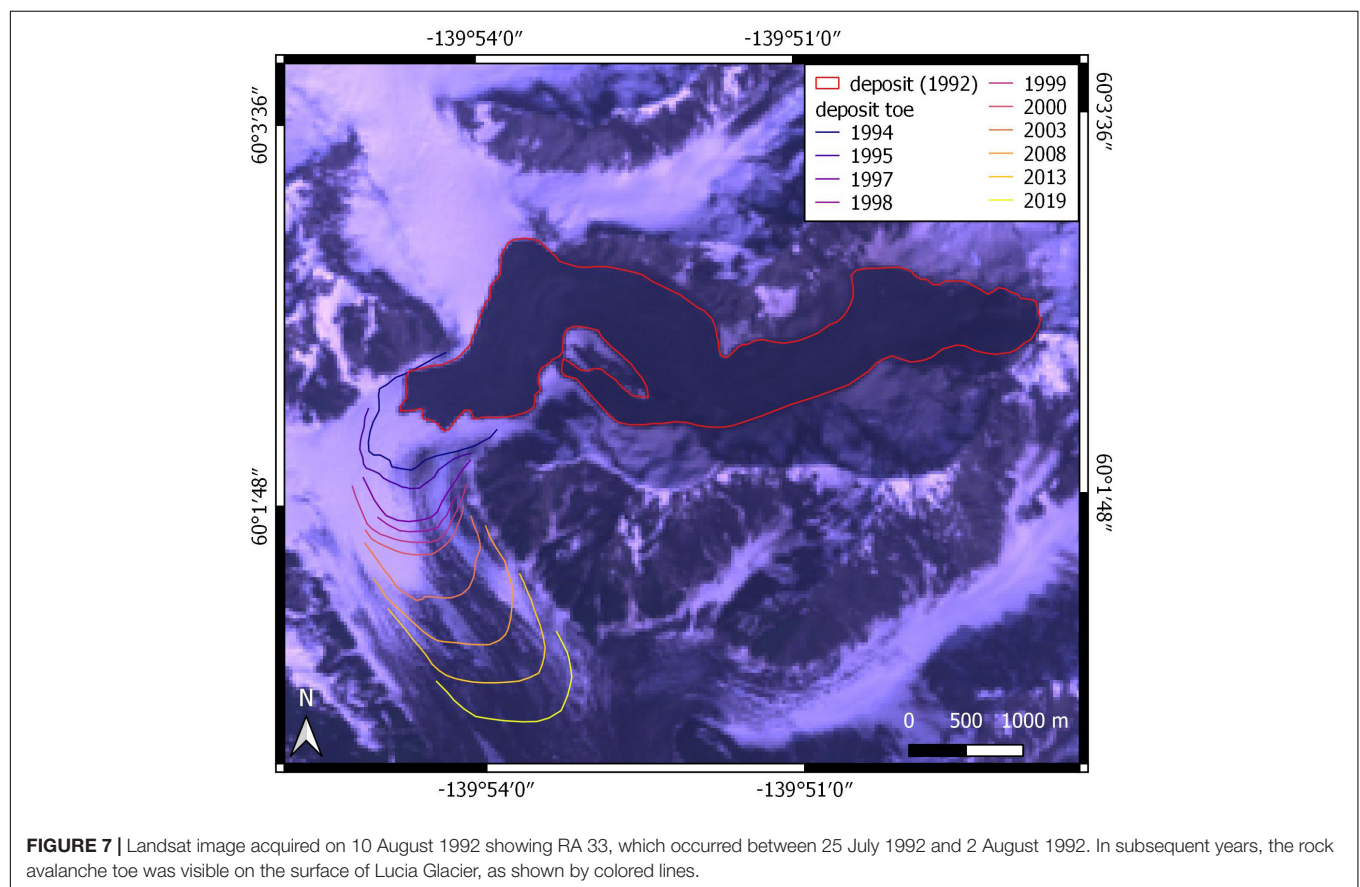 -139°54′0″ -139°51′0″
60°3′36″ 60°3′36″
deposit (1992) 1999
deposit toe 2000
1994 2003
1995 2008
1997 2013
1998 2019
60°1′48″ 60°1′48″
N
0 500 1000 m
-139°54′0″ -139°51′0″
FIGURE 7 | Landsat image acquired on 10 August 1992 showing RA 33, which occurred between 25 July 1992 and 2 August 1992. In subsequent years, the rock
avalanche toe was visible on the surface of Lucia Glacier, as shown by colored lines.